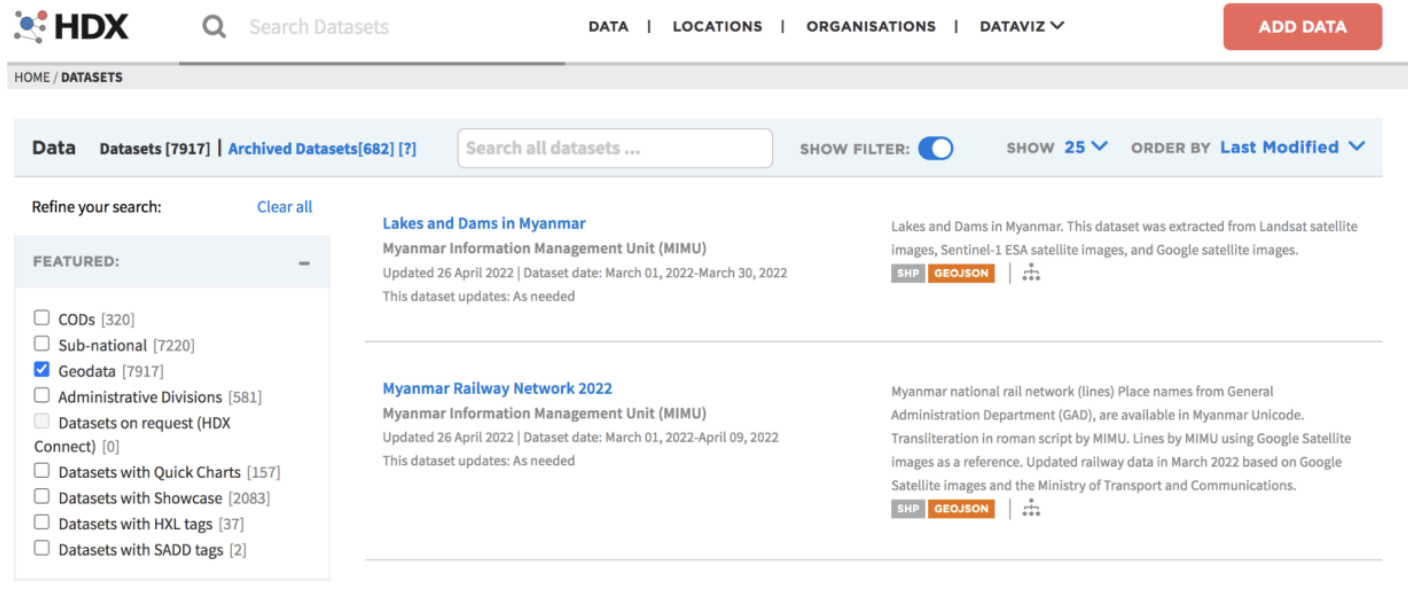 HDX
Search Datasets
DATA | LOCATIONS | ORGANISATIONS | DATAVIZ
ADD DATA
HOME / DATASETS
Data Datasets [7917] | Archived Datasets[682] [?]
Search all datasets ...
SHOW FILTER:
SHOW 25
ORDER BY Last Modified
Refine your search: Clear all
FEATURED: –
CODs [320]
Sub-national [7220]
Geodata [7917]
Administrative Divisions [581]
Datasets on request (HDX
Connect) [0]
Datasets with Quick Charts [157]
Datasets with Showcase [2083]
Datasets with HXL tags [37]
Datasets with SADD tags [2]
Lakes and Dams in Myanmar
Myanmar Information Management Unit (MIMU)
Updated 26 April 2022 | Dataset date: March 01, 2022-March 30, 2022
This dataset updates: As needed
Lakes and Dams in Myanmar. This dataset was extracted from Landsat satellite
images, Sentinel-1 ESA satellite images, and Google satellite images.
SHP GEOJSON
Myanmar Railway Network 2022
Myanmar Information Management Unit (MIMU)
Updated 26 April 2022 | Dataset date: March 01, 2022-April 09, 2022
This dataset updates: As needed
Myanmar national rail network (lines) Place names from General
Administration Department (GAD), are available in Myanmar Unicode.
Transliteration in roman script by MIMU. Lines by MIMU using Google Satellite
images as a reference. Updated railway data in March 2022 based on Google
Satellite images and the Ministry of Transport and Communications.
SHP GEOJSON